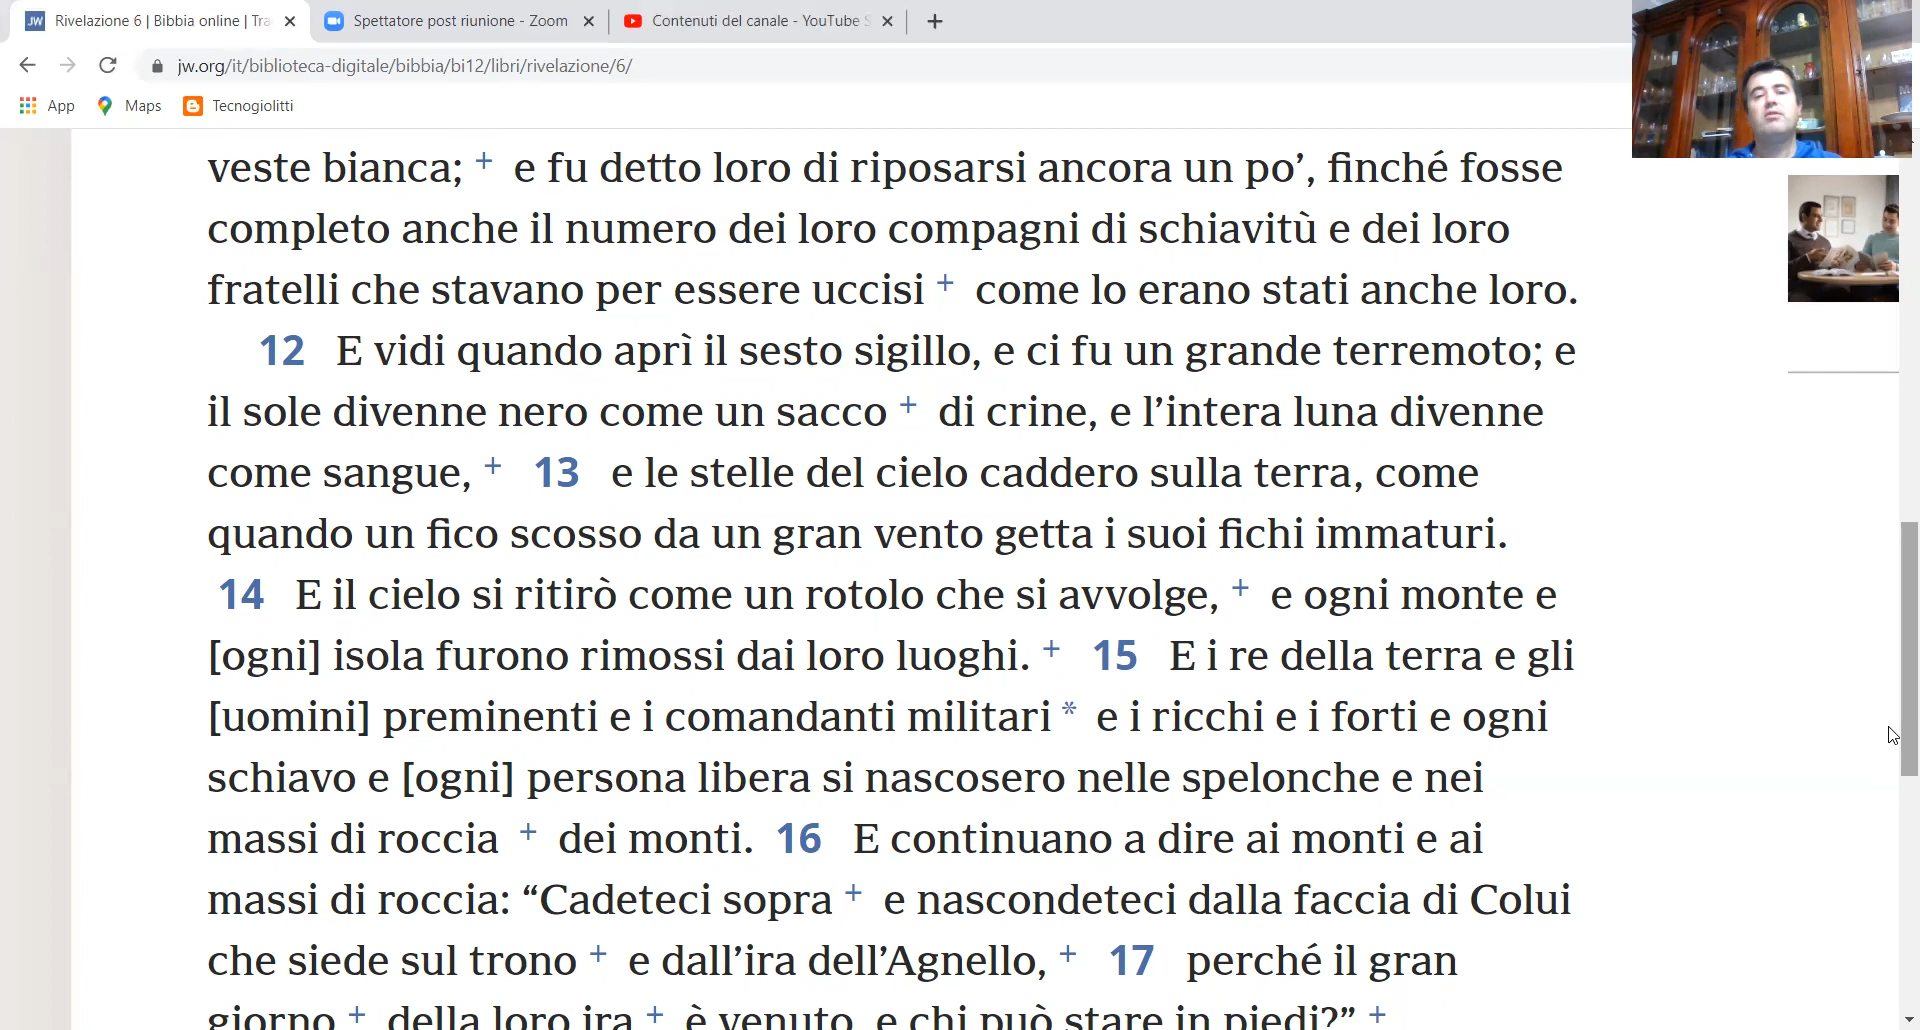 Rivelazione 6 | Bibbia online | Tra
Spettatore post riunione - Zoom
Contenuti del canale - YouTube S
jw.org/it/biblioteca-digitale/bibbia/bi12/libri/rivelazione/6/
App
Maps
Tecnogiolitti
veste bianca; + e fu detto loro di riposarsi ancora un po’, finché fosse
completo anche il numero dei loro compagni di schiavitù e dei loro
fratelli che stavano per essere uccisi + come lo erano stati anche loro.
12 E vidi quando aprì il sesto sigillo, e ci fu un grande terremoto; e
il sole divenne nero come un sacco + di crine, e l’intera luna divenne
come sangue, + 13 e le stelle del cielo caddero sulla terra, come
quando un fico scosso da un gran vento getta i suoi fichi immaturi.
14 E il cielo si ritirò come un rotolo che si avvolge, + e ogni monte e
[ogni] isola furono rimossi dai loro luoghi. + 15 E i re della terra e gli
[uomini] preminenti e i comandanti militari * e i ricchi e i forti e ogni
schiavo e [ogni] persona libera si nascosero nelle spelonche e nei
massi di roccia + dei monti. 16 E continuano a dire ai monti e ai
massi di roccia: “Cadeteci sopra + e nascondeteci dalla faccia di Colui
che siede sul trono + e dall’ira dell’Agnello, + 17 perché il gran
giorno + della loro ira + è venuto, e chi può stare in piedi?” +